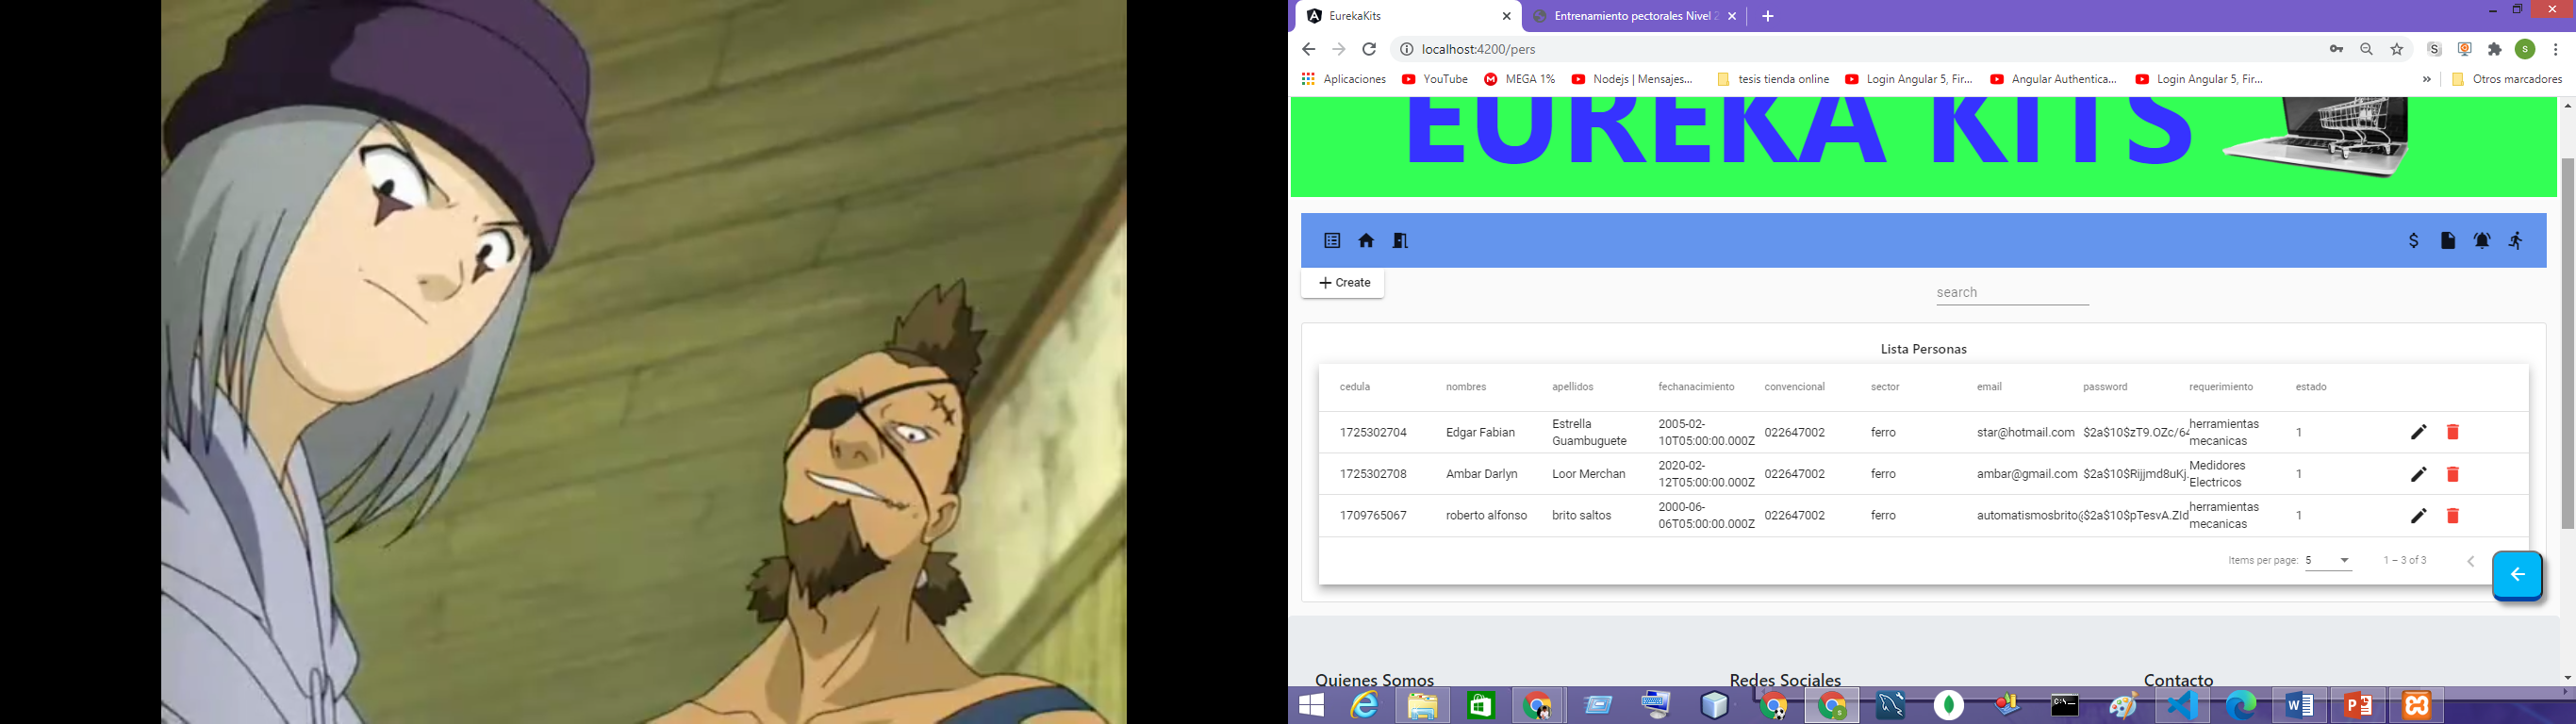 EurekaKits
Entrenamiento pectorales Nivel 2
localhost:4200/pers
Aplicaciones
YouTube
MEGA 1%
Nodejs | Mensajes...
tesis tienda online
Login Angular 5, Fir...
Angular Authentica...
Login Angular 5, Fir...
»
Otros marcadores
EUREKA KITS
+ Create
search
Lista Personas
cedula nombres apellidos fechanacimiento convencional sector email password requerimiento estado
1725302704 Edgar Fabian Estrella Guambuguete 2005-02-10T05:00:00.000Z 022647002 ferro star@hotmail.com $2a$10$zT9.OZc/64 herramientas mecanicas 1
1725302708 Ambar Darlyn Loor Merchan 2020-02-12T05:00:00.000Z 022647002 ferro ambar@gmail.com $2a$10$Rijjmd8uKj. Medidores Electricos 1
1709765067 roberto alfonso brito saltos 2000-06-06T05:00:00.000Z 022647002 ferro automatismosbrito@ $2a$10$pTesvA.ZId herramientas mecanicas 1
Items per page: 5 1 – 3 of 3
Quienes Somos
Redes Sociales
Contacto